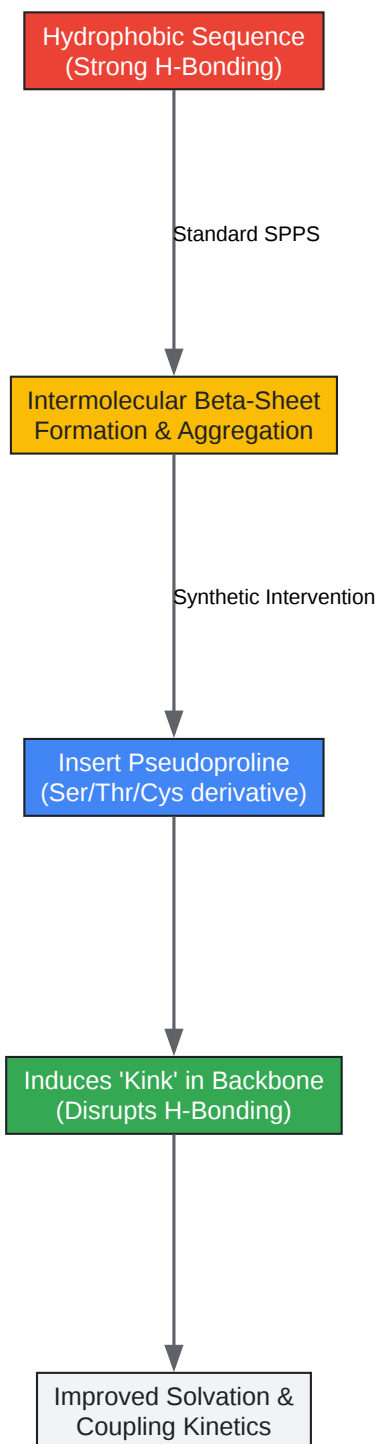 Hydrophobic Sequence
(Strong H-Bonding)
Standard SPPS
Intermolecular Beta-Sheet
Formation & Aggregation
Synthetic Intervention
Insert Pseudoproline
(Ser/Thr/Cys derivative)
Induces 'Kink' in Backbone
(Disrupts H-Bonding)
Improved Solvation &
Coupling Kinetics